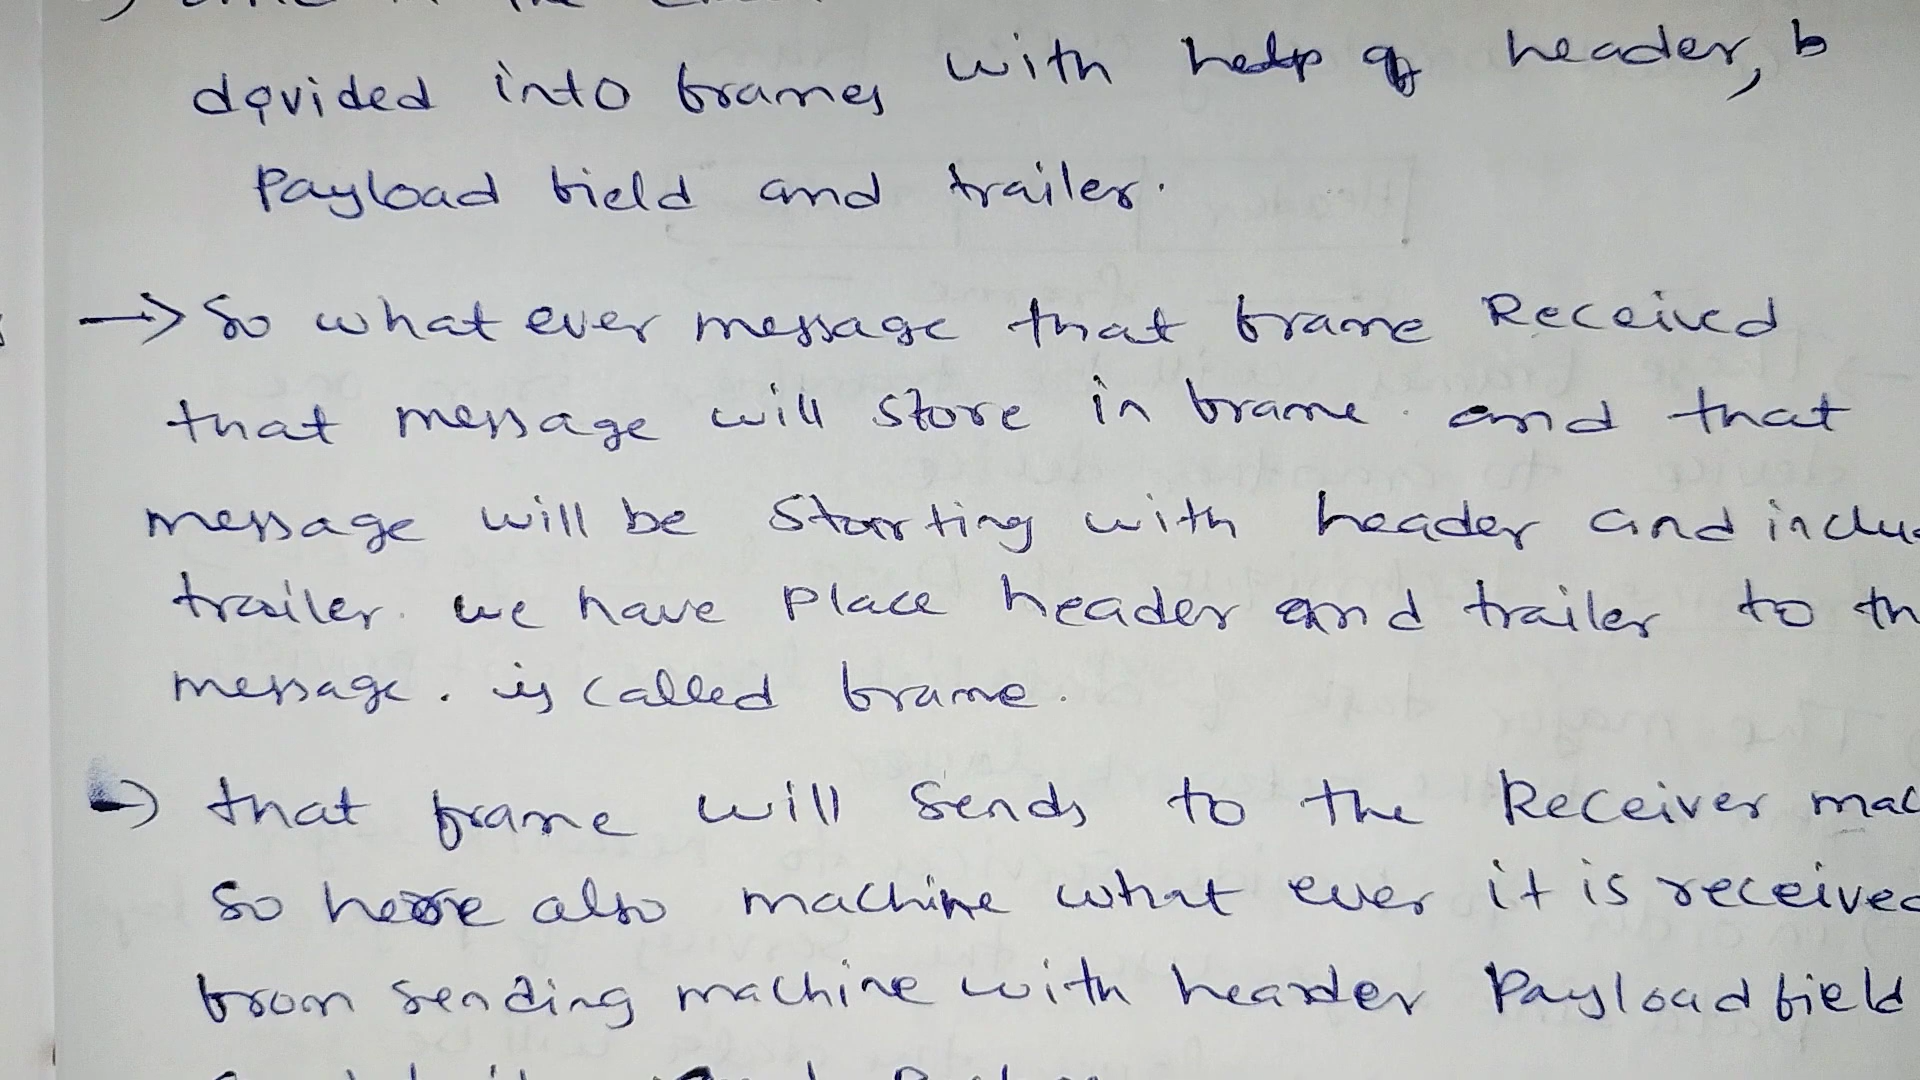 devided into frames with help of header, b
Payload field and trailer.
→ So what ever message that frame Received
that message will store in frame. and that
message will be Starting with header and inclu
trailer. we have place header and trailer to th
message. is called frame.
→ that frame will Sends to the Receiver mac
So here also machine what ever it is received
from sending machine with header Payload field